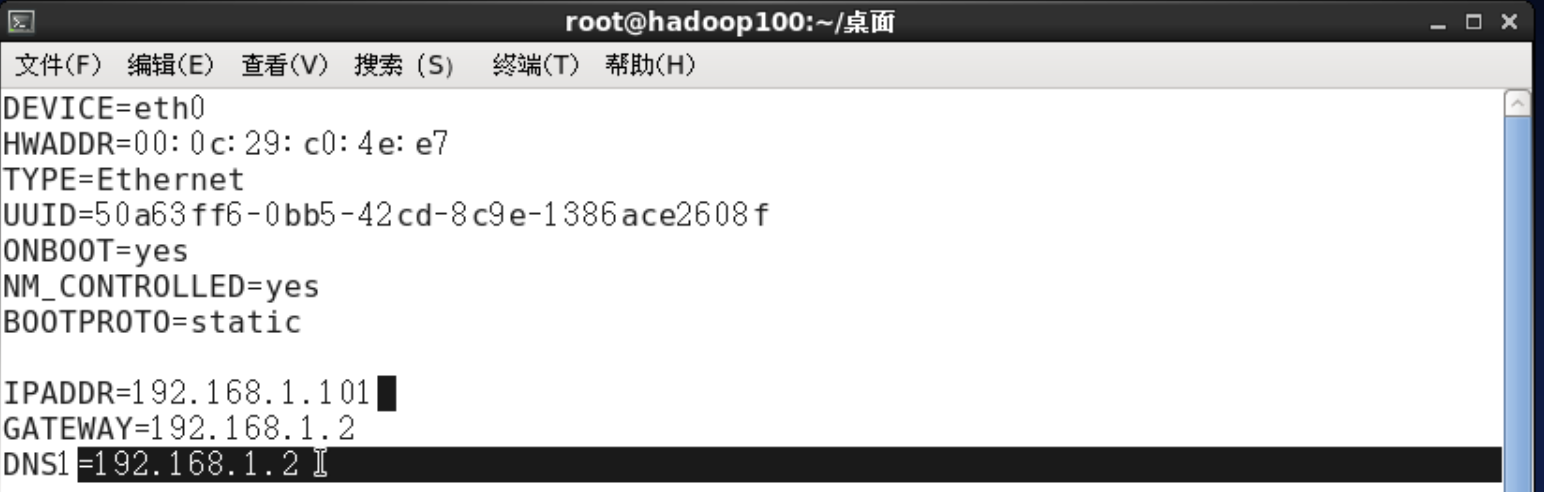 root@hadoop100:~/桌面
文件(F) 编辑(E) 查看(V) 搜索 (S) 终端(T) 帮助(H)
DEVICE=eth0
HWADDR=00:0c:29:c0:4e:e7
TYPE=Ethernet
UUID=50a63ff6-0bb5-42cd-8c9e-1386ace2608f
ONBOOT=yes
NM_CONTROLLED=yes
BOOTPROTO=static
IPADDR=192.168.1.101
GATEWAY=192.168.1.2
DNS1=192.168.1.2